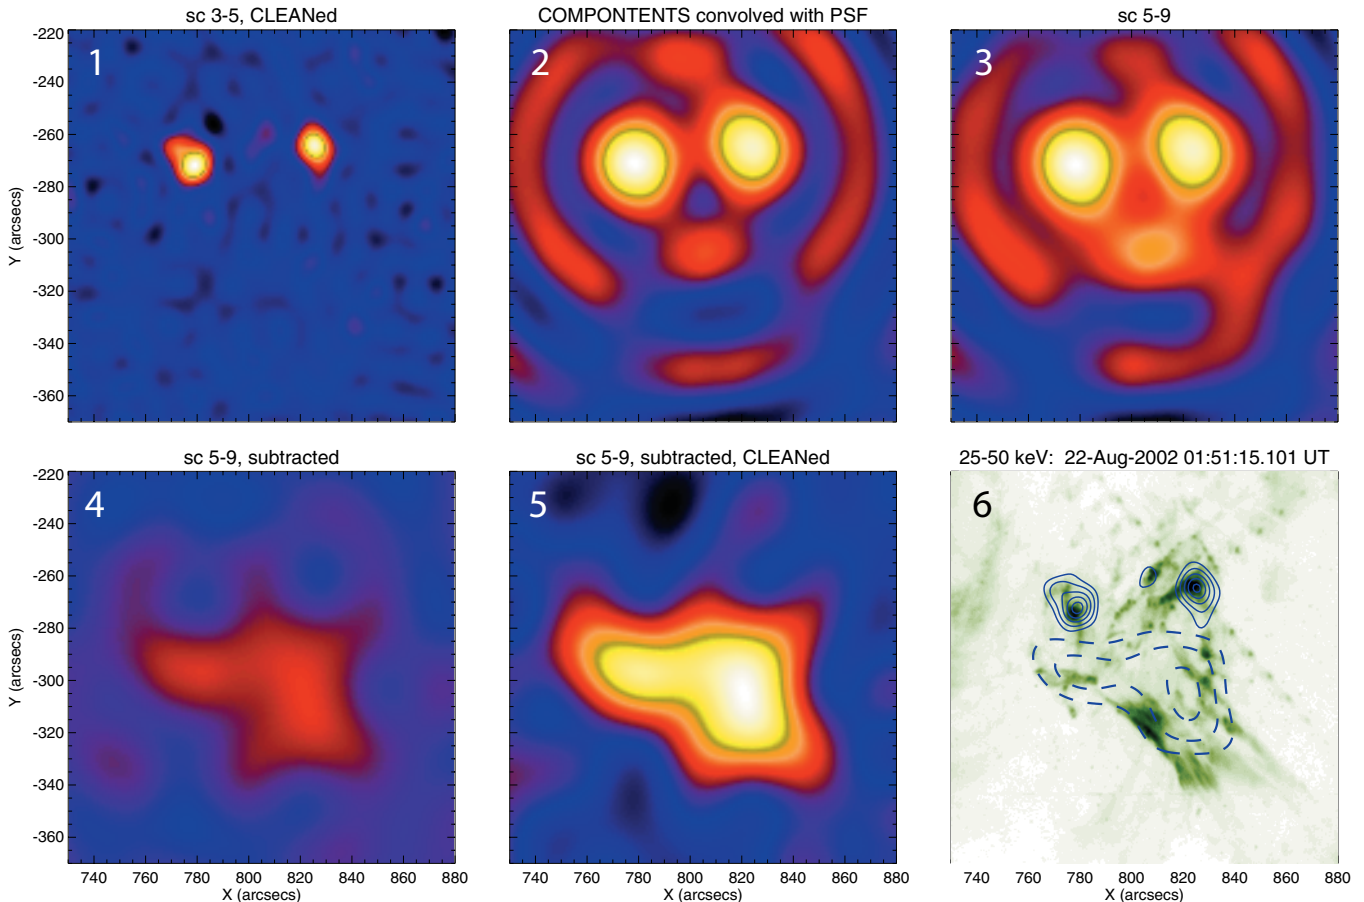 sc 3-5, CLEANed
COMPONTENTS convolved with PSF
sc 5-9
1
2
3
Y (arcsecs)
-220
-240
-260
-280
-300
-320
-340
-360
sc 5-9, subtracted
sc 5-9, subtracted, CLEANed
25-50 keV: 22-Aug-2002 01:51:15.101 UT
4
5
6
Y (arcsecs)
-220
-240
-260
-280
-300
-320
-340
-360
740 760 780 800 820 840 860 880
740 760 780 800 820 840 860 880
740 760 780 800 820 840 860 880
X (arcsecs)
X (arcsecs)
X (arcsecs)